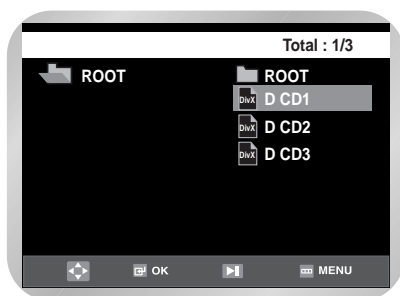 Total : 1/3
ROOT
ROOT
DivX D CD1
DivX D CD2
DivX D CD3
OK
MENU